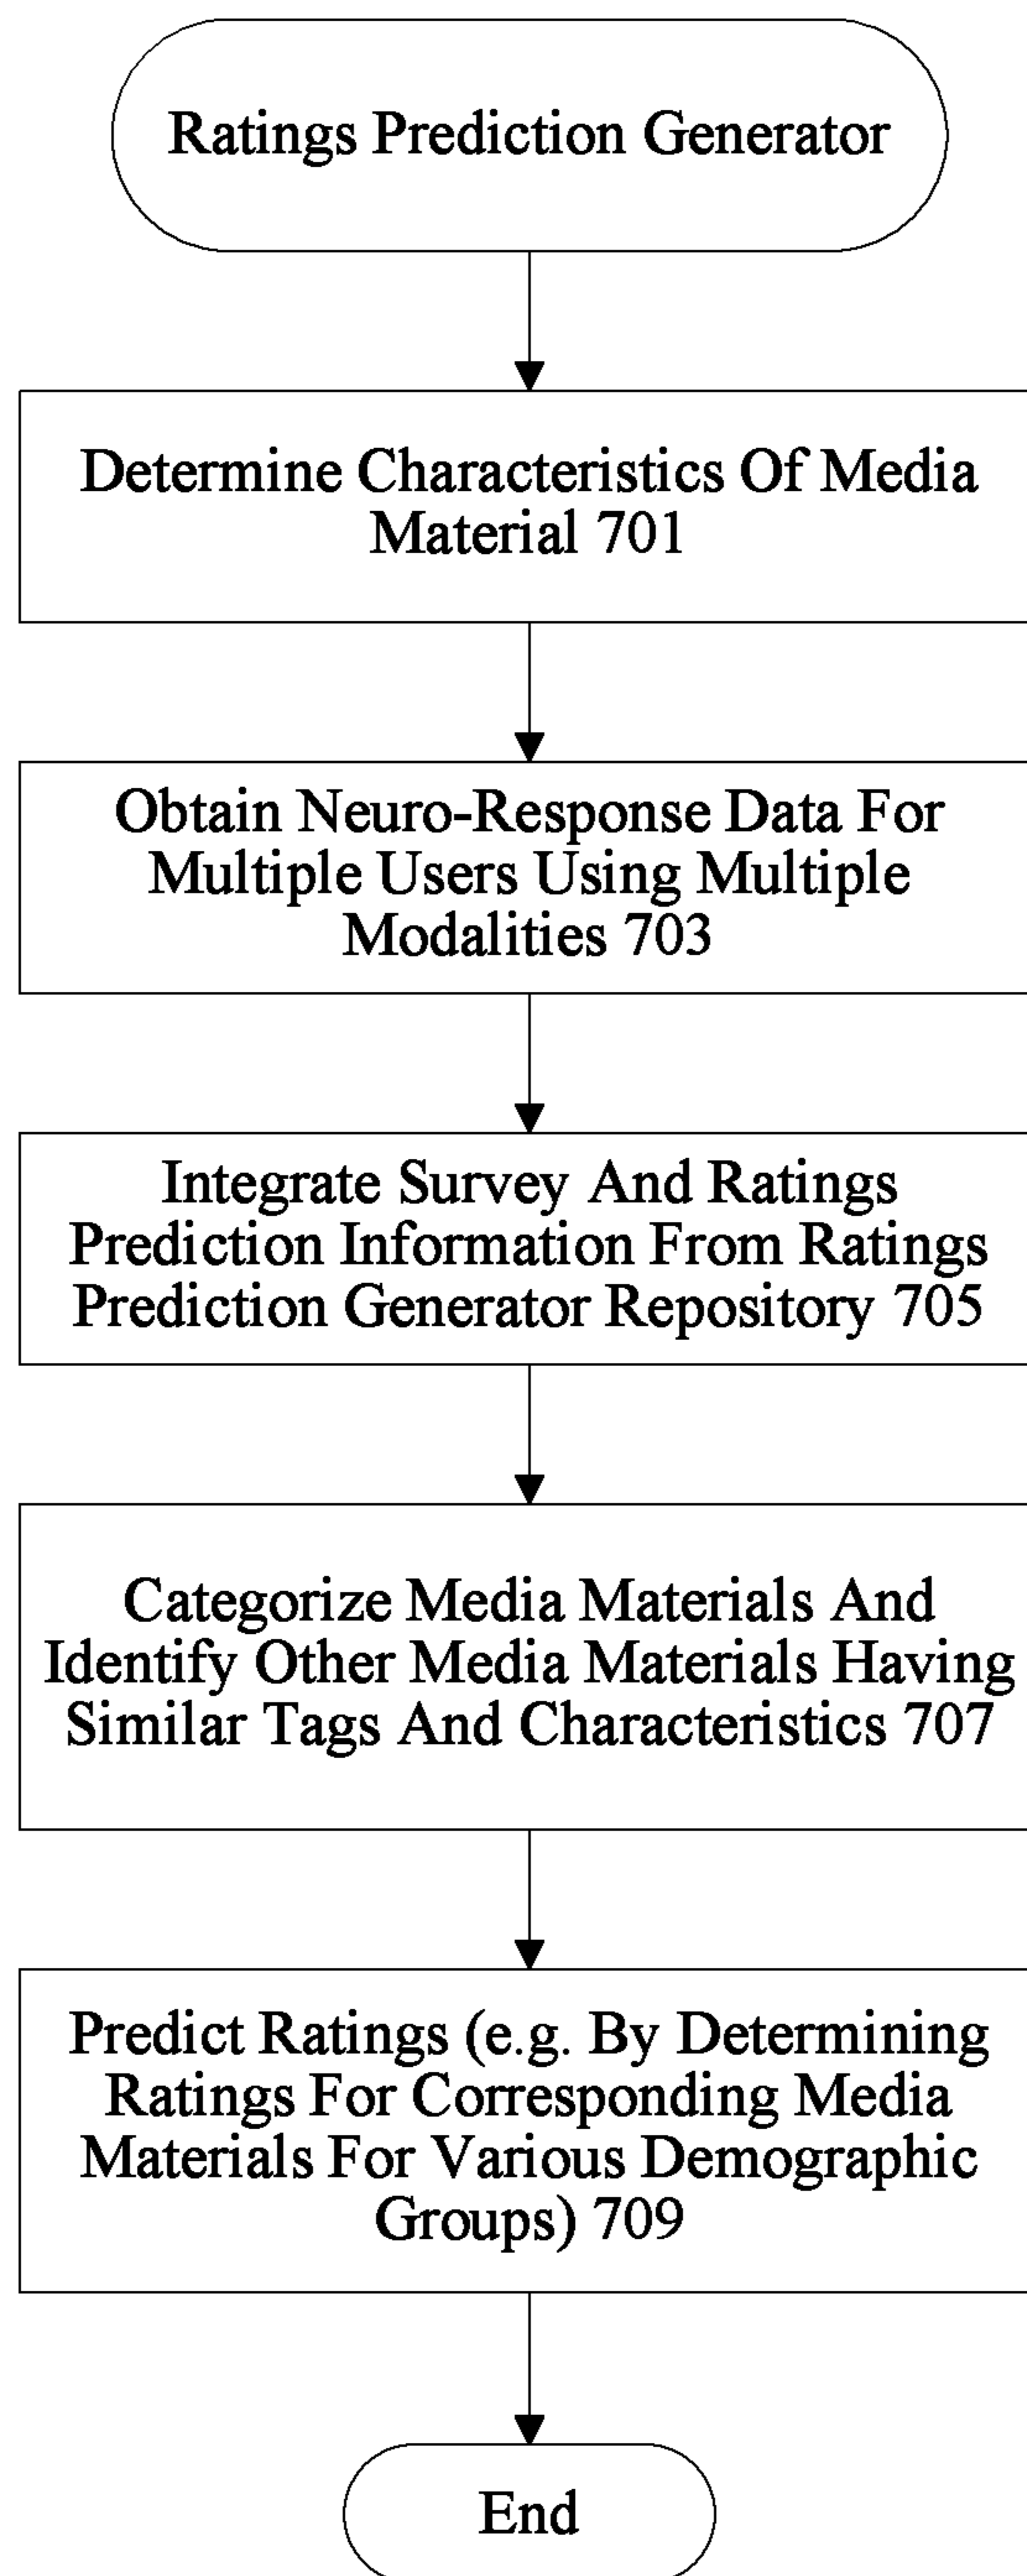 Ratings Prediction Generator
Determine Characteristics Of Media
Material 701
Obtain Neuro-Response Data For
Multiple Users Using Multiple
Modalities 703
Integrate Survey And Ratings
Prediction Information From Ratings
Prediction Generator Repository 705
Categorize Media Materials And
Identify Other Media Materials Having
Similar Tags And Characteristics 707
Predict Ratings (e.g. By Determining
Ratings For Corresponding Media
Materials For Various Demographic
Groups) 709
End